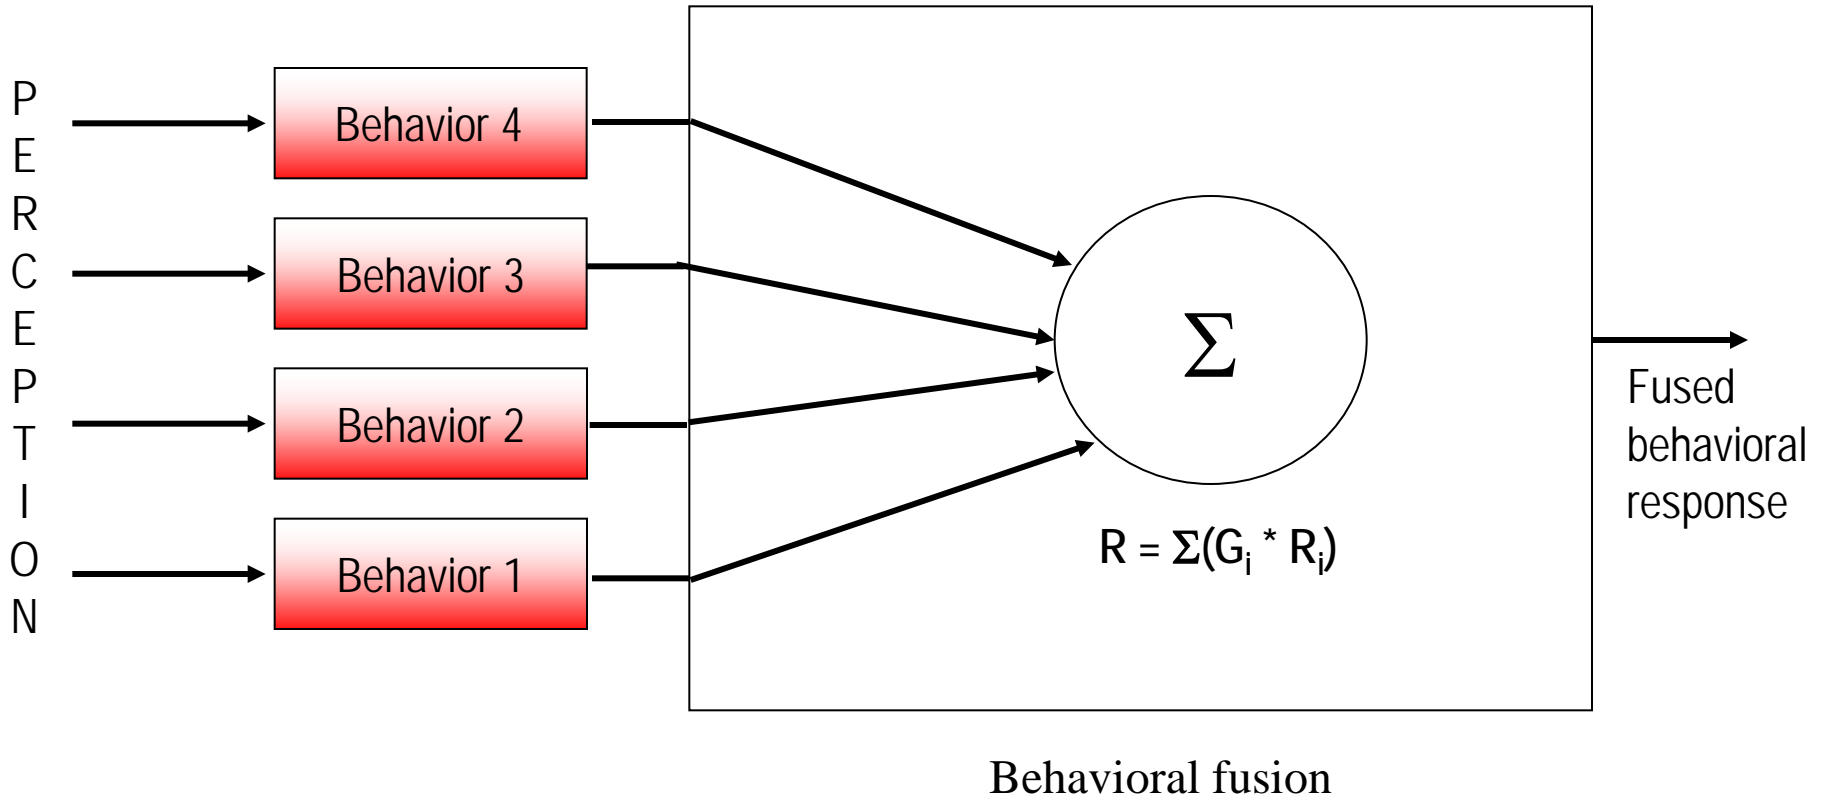 P
E
R
C
E
P
T
I
O
N
Behavior 4
Behavior 3
Behavior 2
Behavior 1
Σ
R = Σ(Gᵢ * Rᵢ)
Fused
behavioral
response
Behavioral fusion